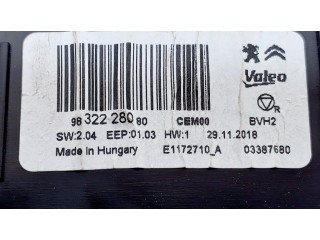 Valeo
98 322 280 80 CEM00 BVH2
R
SW:2.04 EEP:01.03 HW:1 29.11.2018
Made in Hungary E1172710_A 03387680